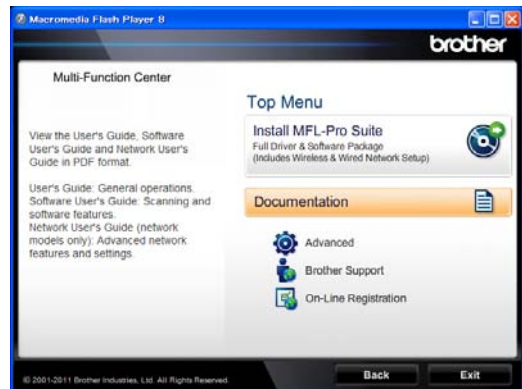 Macromedia Flash Player 8
brother
Multi-Function Center
View the User's Guide, Software
User's Guide and Network User's
Guide in PDF format.
User's Guide: General operations.
Software User's Guide: Scanning and
software features.
Network User's Guide (network
models only): Advanced network
features and settings.
Top Menu
Install MFL-Pro Suite
Full Driver & Software Package
(Includes Wireless & Wired Network Setup)
Documentation
Advanced
Brother Support
On-Line Registration
© 2001-2011 Brother Industries, Ltd. All Rights Reserved.
Back
Exit